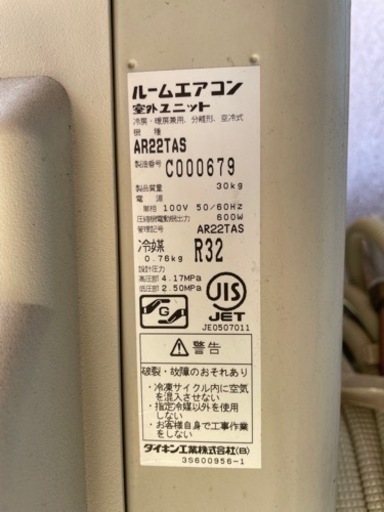 ルームエアコン
室外ユニット
冷房・暖房兼用、分離形、空冷式
機種
AR22TAS
製造番号 C000679
製品質量 30kg
電源
単相 100V 50/60Hz
圧縮機電動機出力 600W
管理記号 AR22TAS
冷媒 R32
0.76kg
設計圧力
高圧部 4.17MPa
低圧部 2.50MPa
G
JIS
JET
JE0507011
警告
破裂・故障のおそれあり
・冷凍サイクル内に空気
を混入させない
・指定冷媒以外を使用
しない
・お客様自身で工事作業
をしない
ダイキン工業株式会社(B)
3S600956-1